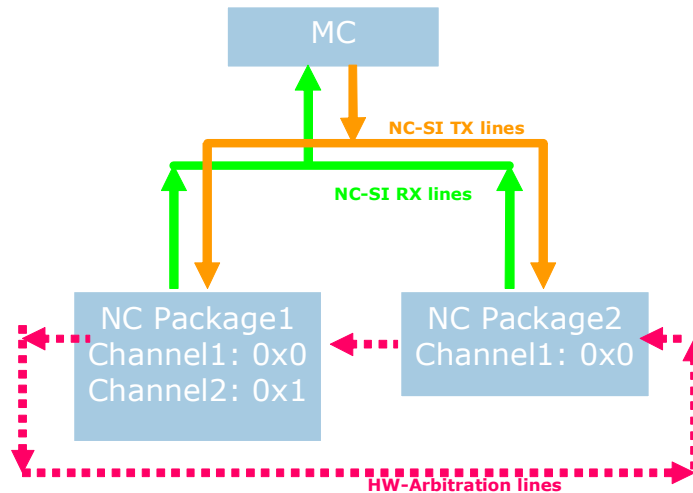 MC
NC-SI TX lines
NC-SI RX lines
NC Package1
Channel1: 0x0
Channel2: 0x1
NC Package2
Channel1: 0x0
HW-Arbitration lines